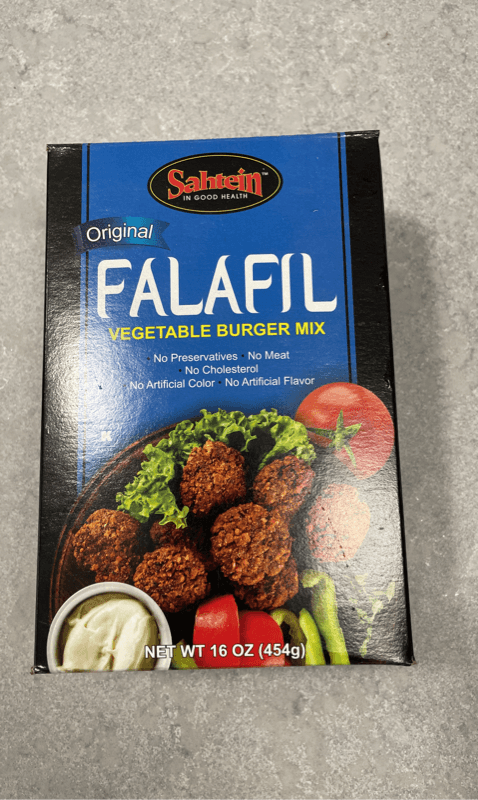 Sahtein™
IN GOOD HEALTH
Original
FALAFIL
VEGETABLE BURGER MIX
· No Preservatives · No Meat
· No Cholesterol
No Artificial Color · No Artificial Flavor
K
NET WT 16 OZ (454g)